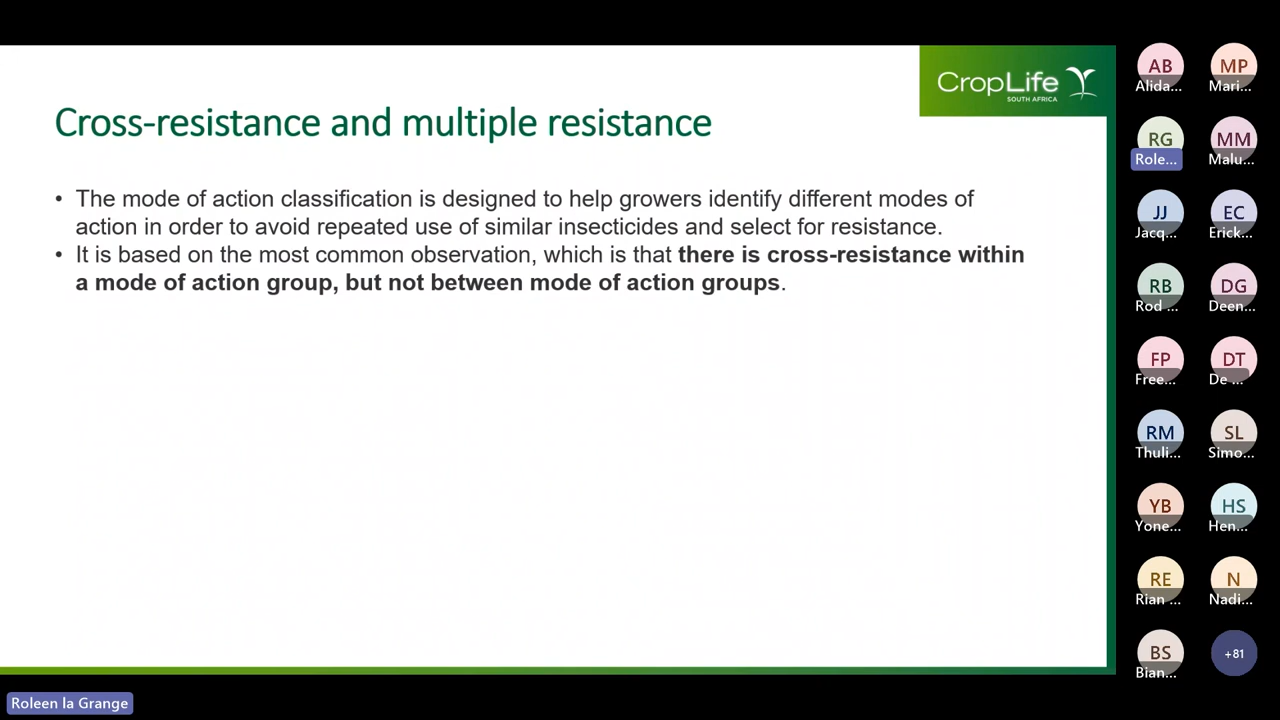 CropLife
SOUTH AFRICA
Cross-resistance and multiple resistance
• The mode of action classification is designed to help growers identify different modes of
action in order to avoid repeated use of similar insecticides and select for resistance.
• It is based on the most common observation, which is that there is cross-resistance within
a mode of action group, but not between mode of action groups.
AB
Alida...
MP
Mari...
RG
Role...
MM
Malu...
JJ
Jacq...
EC
Erick...
RB
Rod ...
DG
Deen...
FP
Free...
DT
De ...
RM
Thuli...
SL
Simo...
YB
Yone...
HS
Hen...
RE
Rian ...
N
Nadi...
BS
Bian...
+81
Roleen la Grange